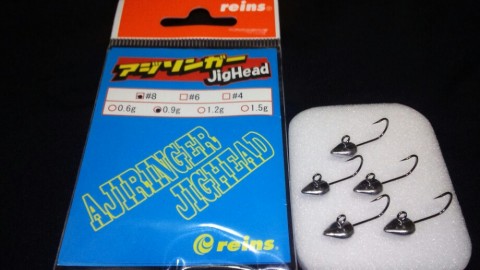 reins
アジリンガー
JigHead
#8 #6 #4
0.6g 0.9g 1.2g 1.5g
AJIRINGER
JIGHEAD
reins